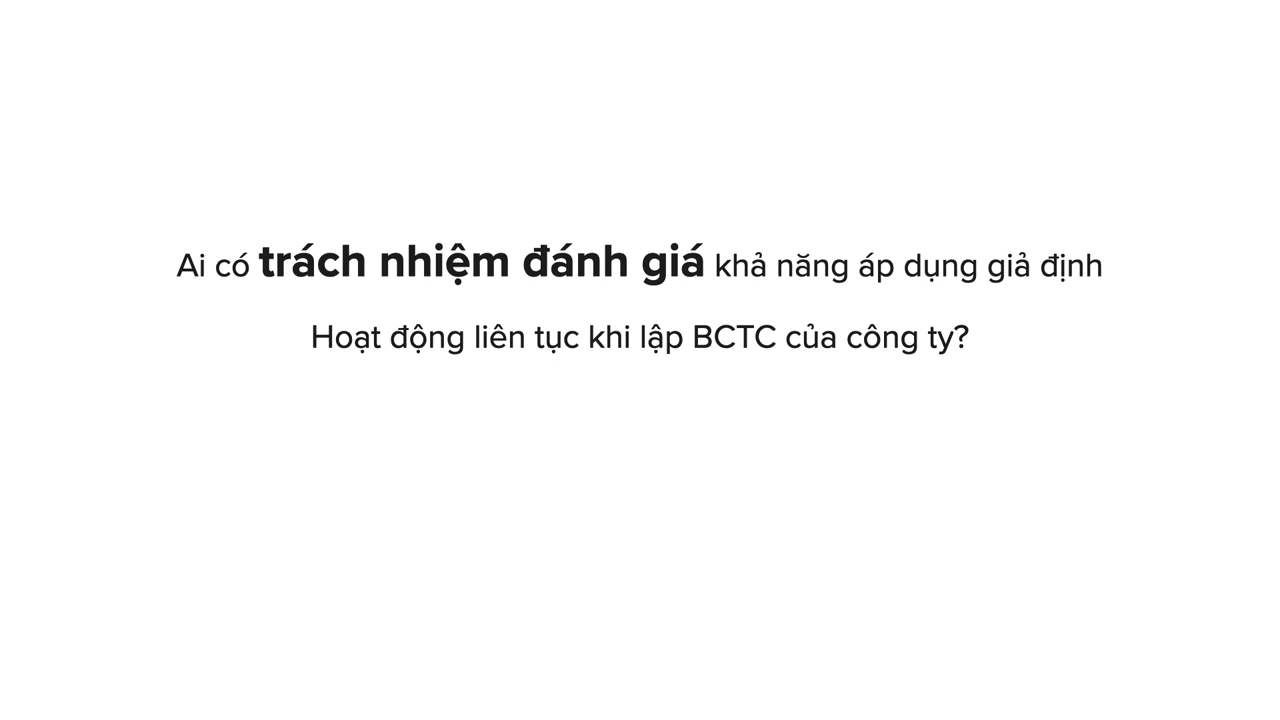 Ai có trách nhiệm đánh giá khả năng áp dụng giả định
Hoạt động liên tục khi lập BCTC của công ty?